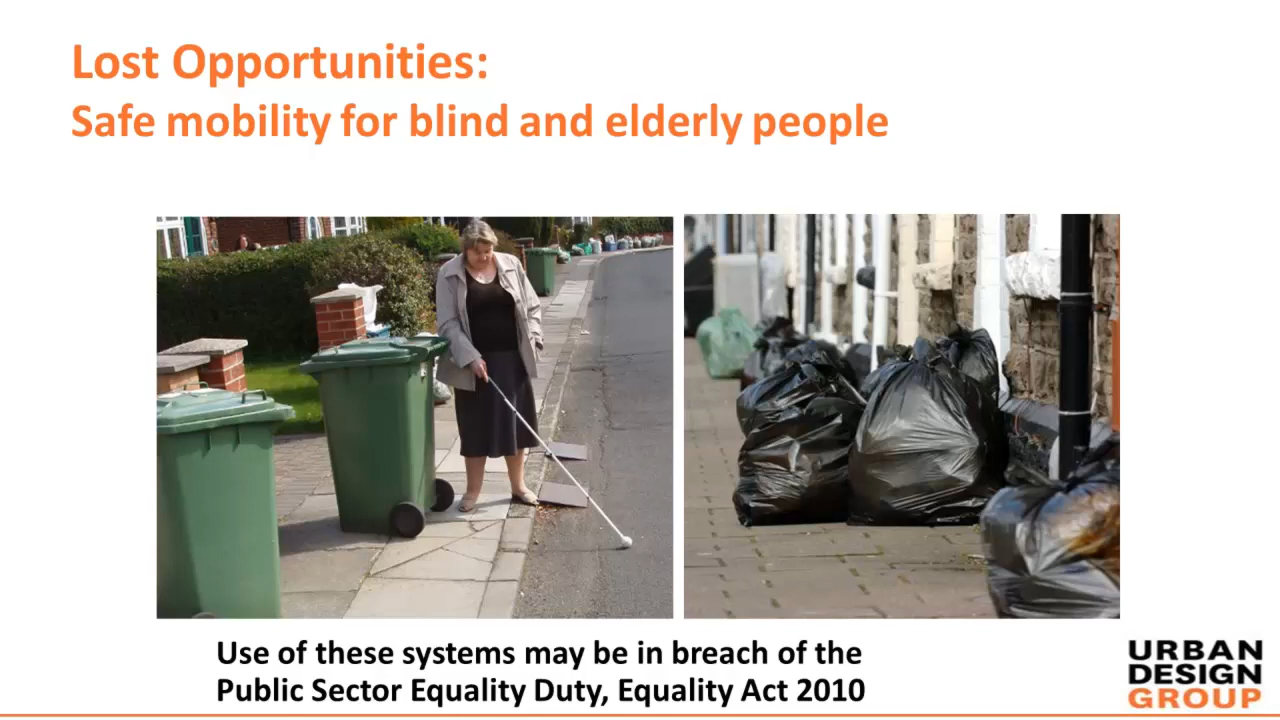 Lost Opportunities:
Safe mobility for blind and elderly people
Use of these systems may be in breach of the
Public Sector Equality Duty, Equality Act 2010
URBAN
DESIGN
GROUP